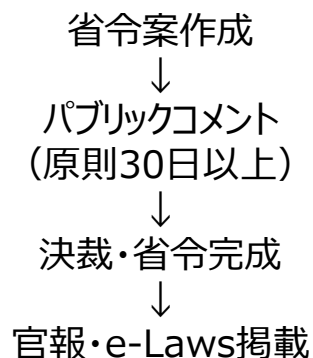 省令案作成
↓
パブリックコメント
（原則30日以上）
↓
決裁・省令完成
↓
官報・e-Laws掲載